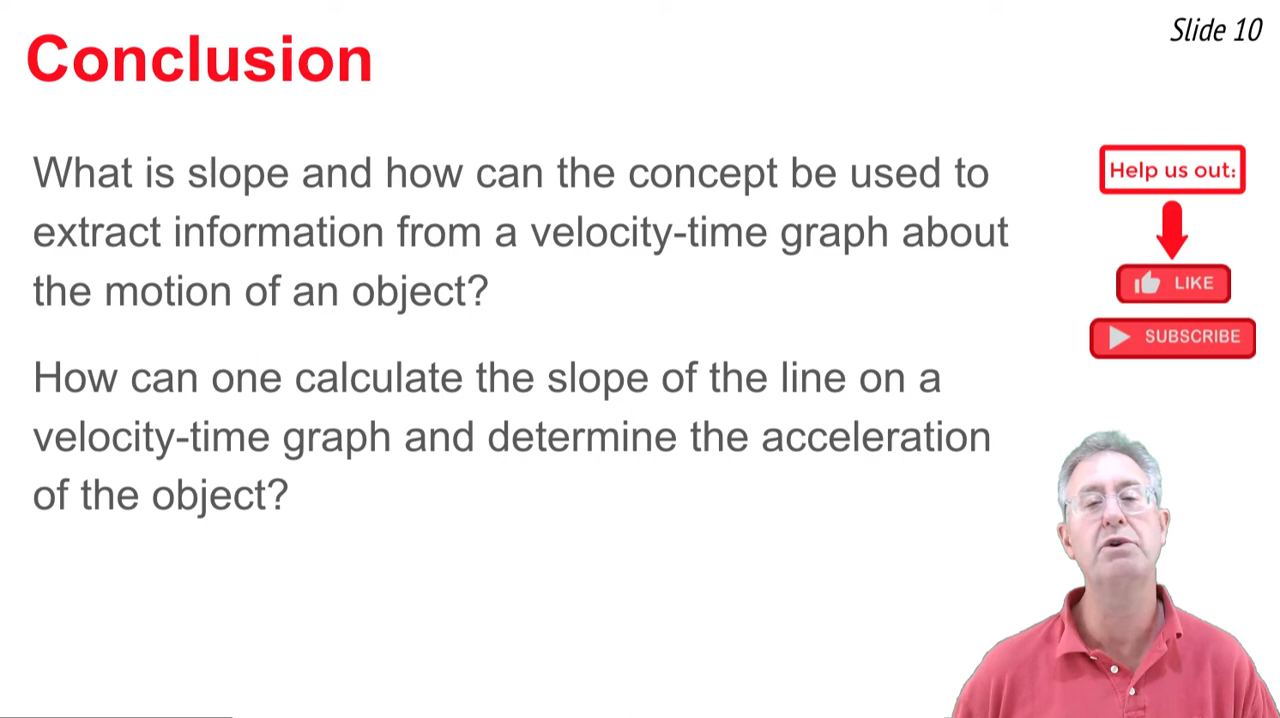 Slide 10
Conclusion
What is slope and how can the concept be used to
extract information from a velocity-time graph about
the motion of an object?
How can one calculate the slope of the line on a
velocity-time graph and determine the acceleration
of the object?
Help us out:
LIKE
SUBSCRIBE